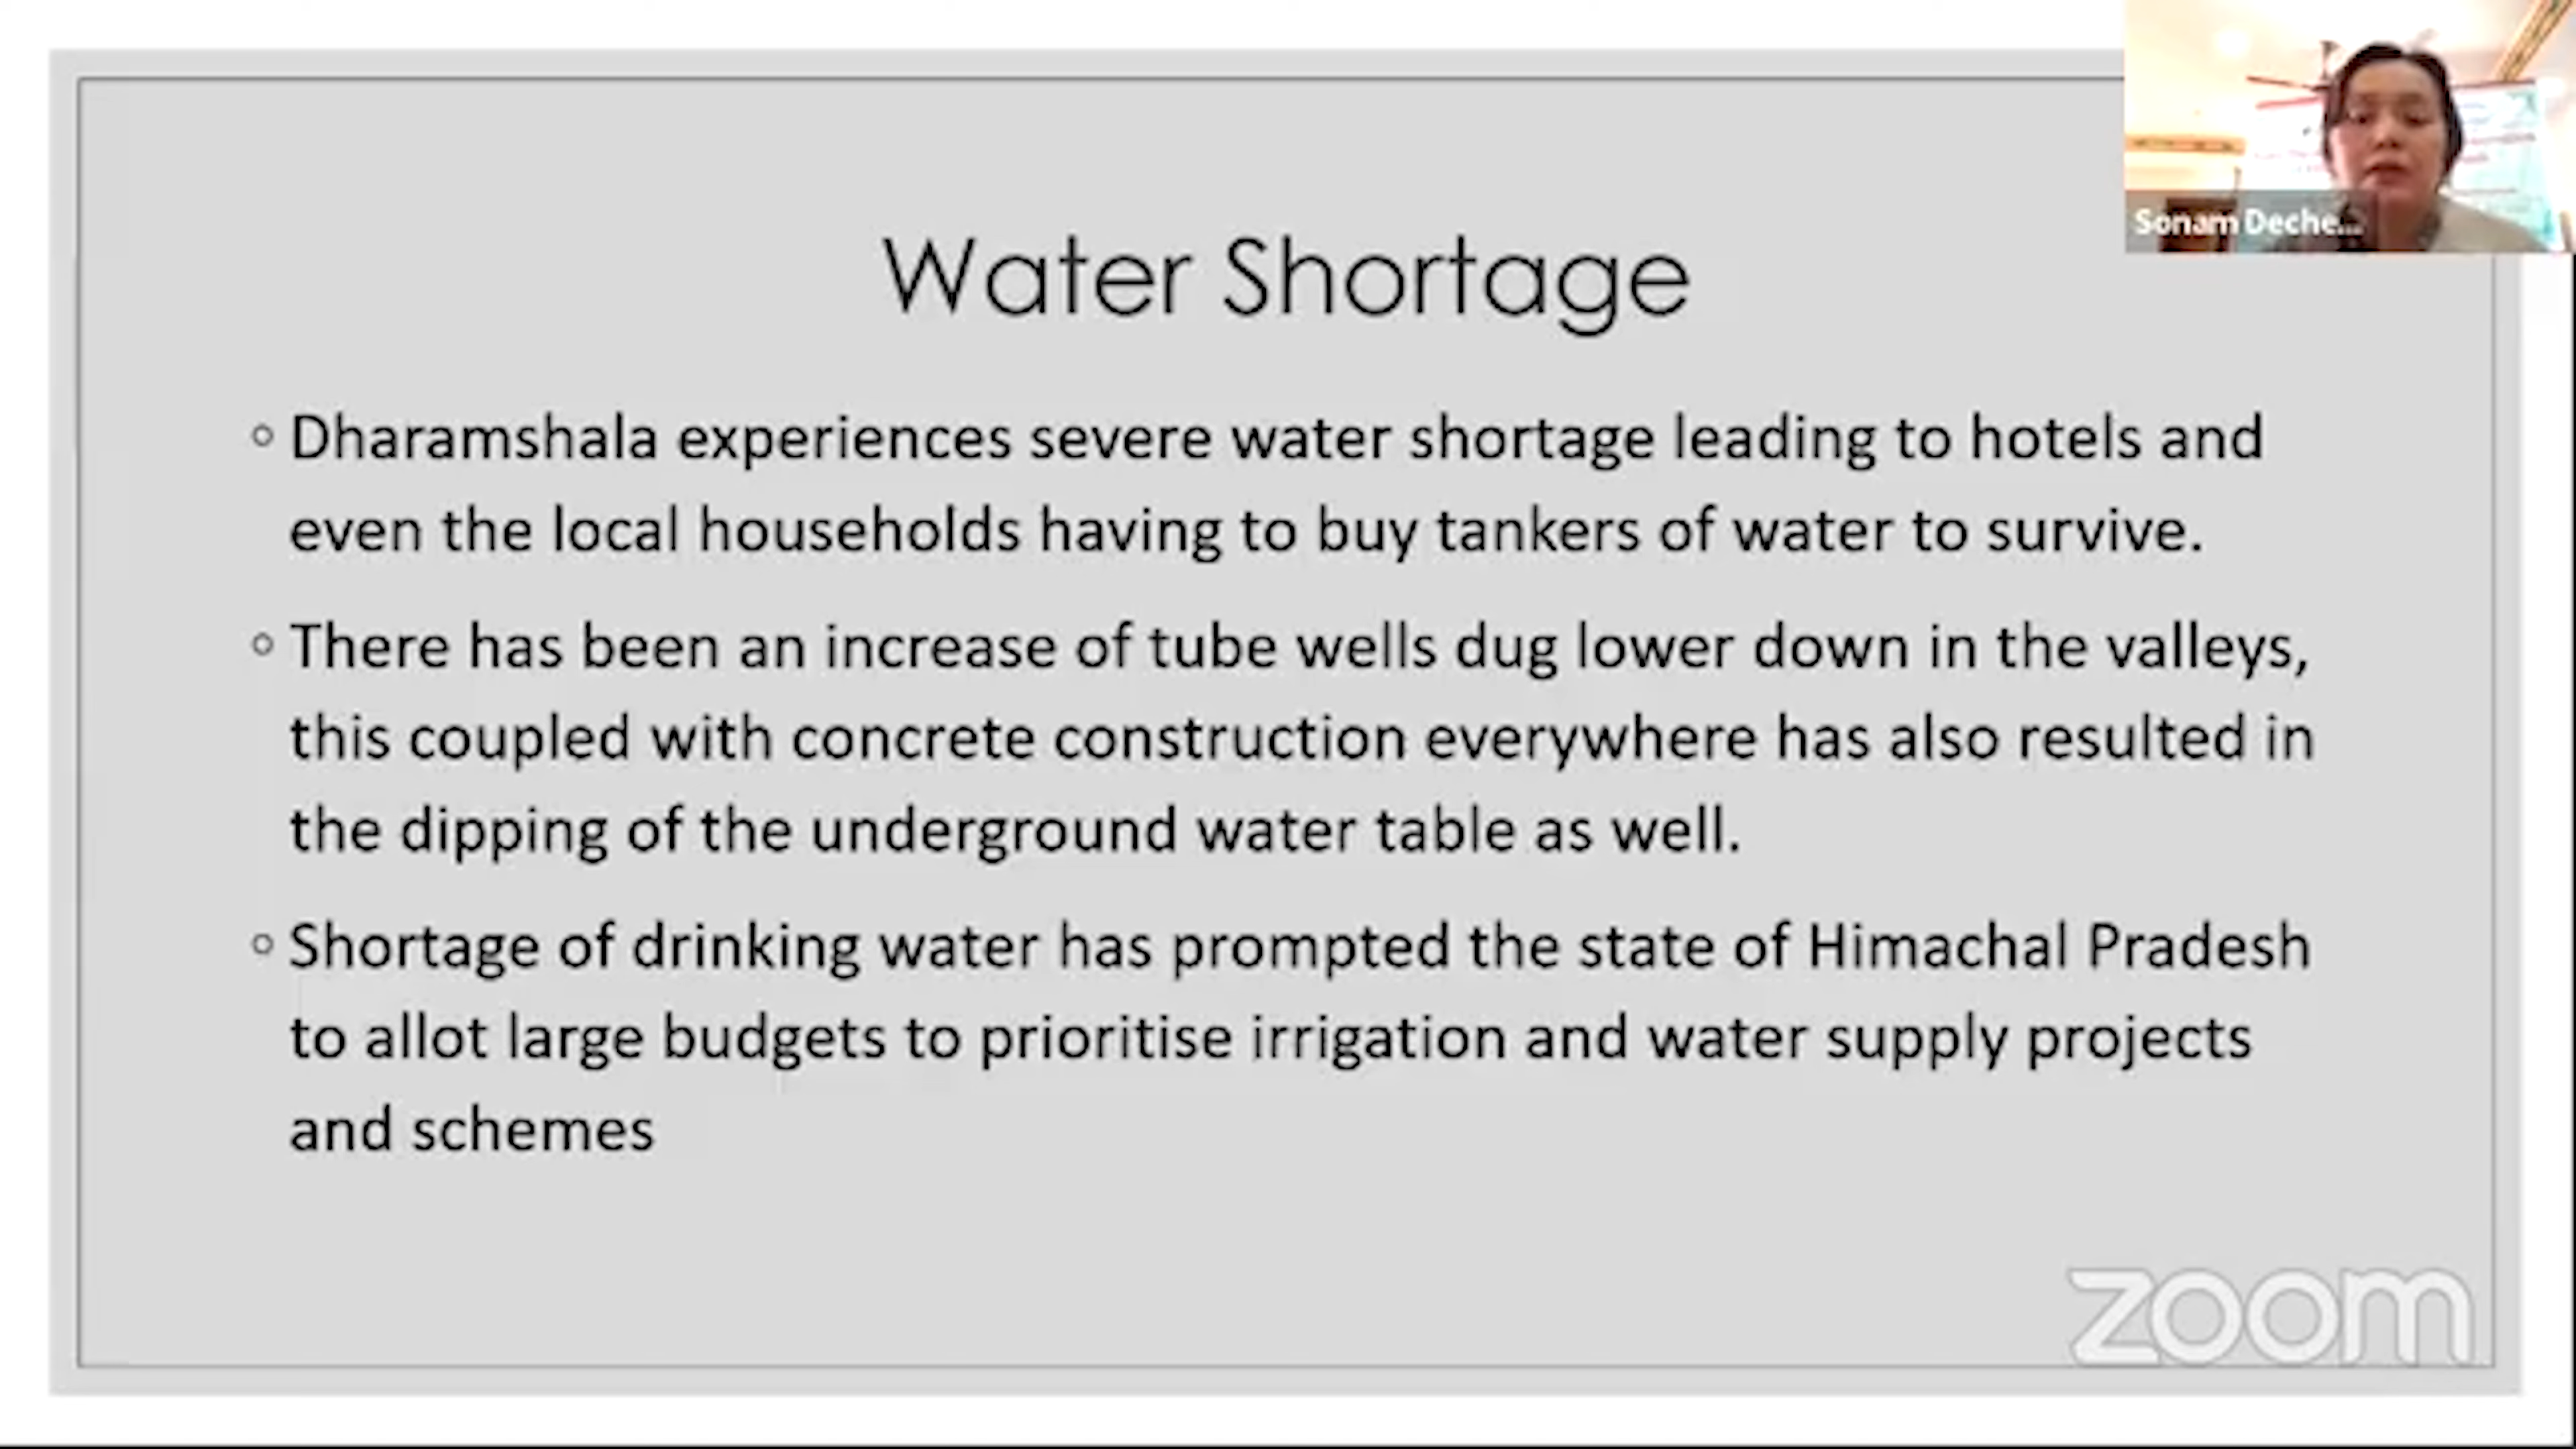 Sonam Deche...
Water Shortage
Dharamshala experiences severe water shortage leading to hotels and
even the local households having to buy tankers of water to survive.
There has been an increase of tube wells dug lower down in the valleys,
this coupled with concrete construction everywhere has also resulted in
the dipping of the underground water table as well.
Shortage of drinking water has prompted the state of Himachal Pradesh
to allot large budgets to prioritise irrigation and water supply projects
and schemes
zoom